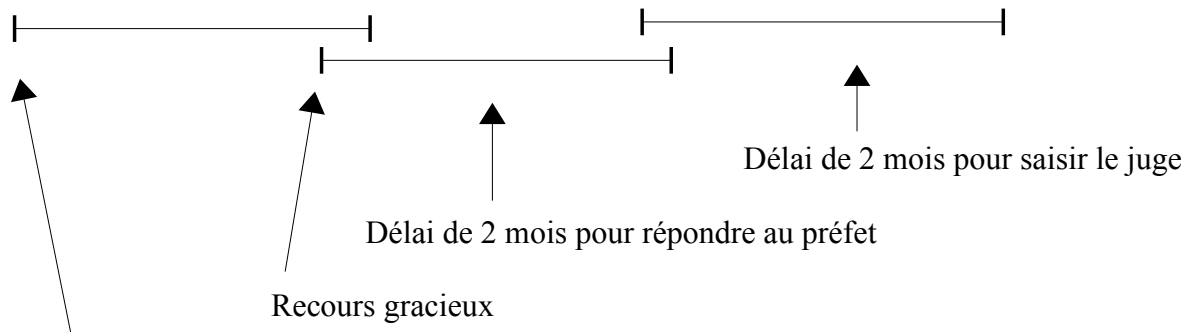 Délai de 2 mois pour saisir le juge
Délai de 2 mois pour répondre au préfet
Recours gracieux